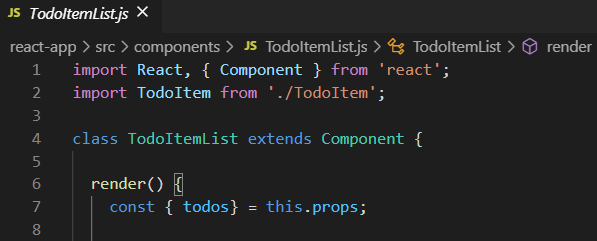 JS TodoItemList.js ×
react-app > src > components > JS TodoItemList.js > TodoItemList > render
1 import React, { Component } from 'react';
2 import TodoItem from './TodoItem';
3
4 class TodoItemList extends Component {
5
6 render() {
7 const { todos} = this.props;
8